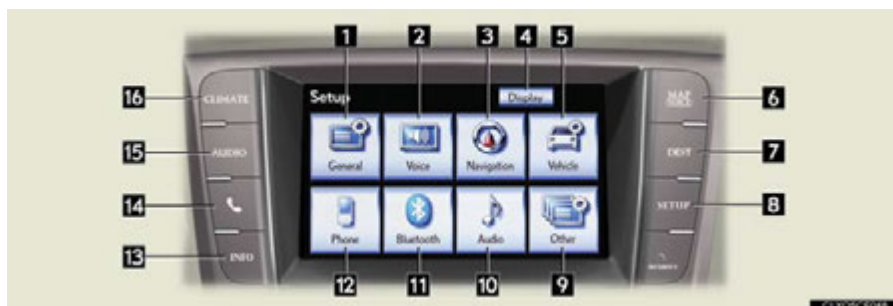 1 2 3 4 5
16 CLIMATE Setup Display MAP VOICE 6
General Voice Navigation Vehicle
15 AUDIO DEST 7
14 SETUP 8
Phone Bluetooth Audio Other
13 INFO
12 11 10 9